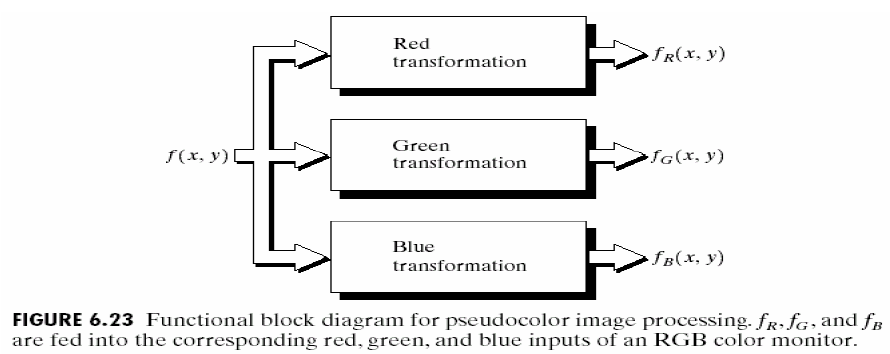 Red
transformation
f_R(x, y)
f(x, y)
Green
transformation
f_G(x, y)
Blue
transformation
f_B(x, y)
FIGURE 6.23 Functional block diagram for pseudocolor image processing. f_R, f_G, and f_B
are fed into the corresponding red, green, and blue inputs of an RGB color monitor.